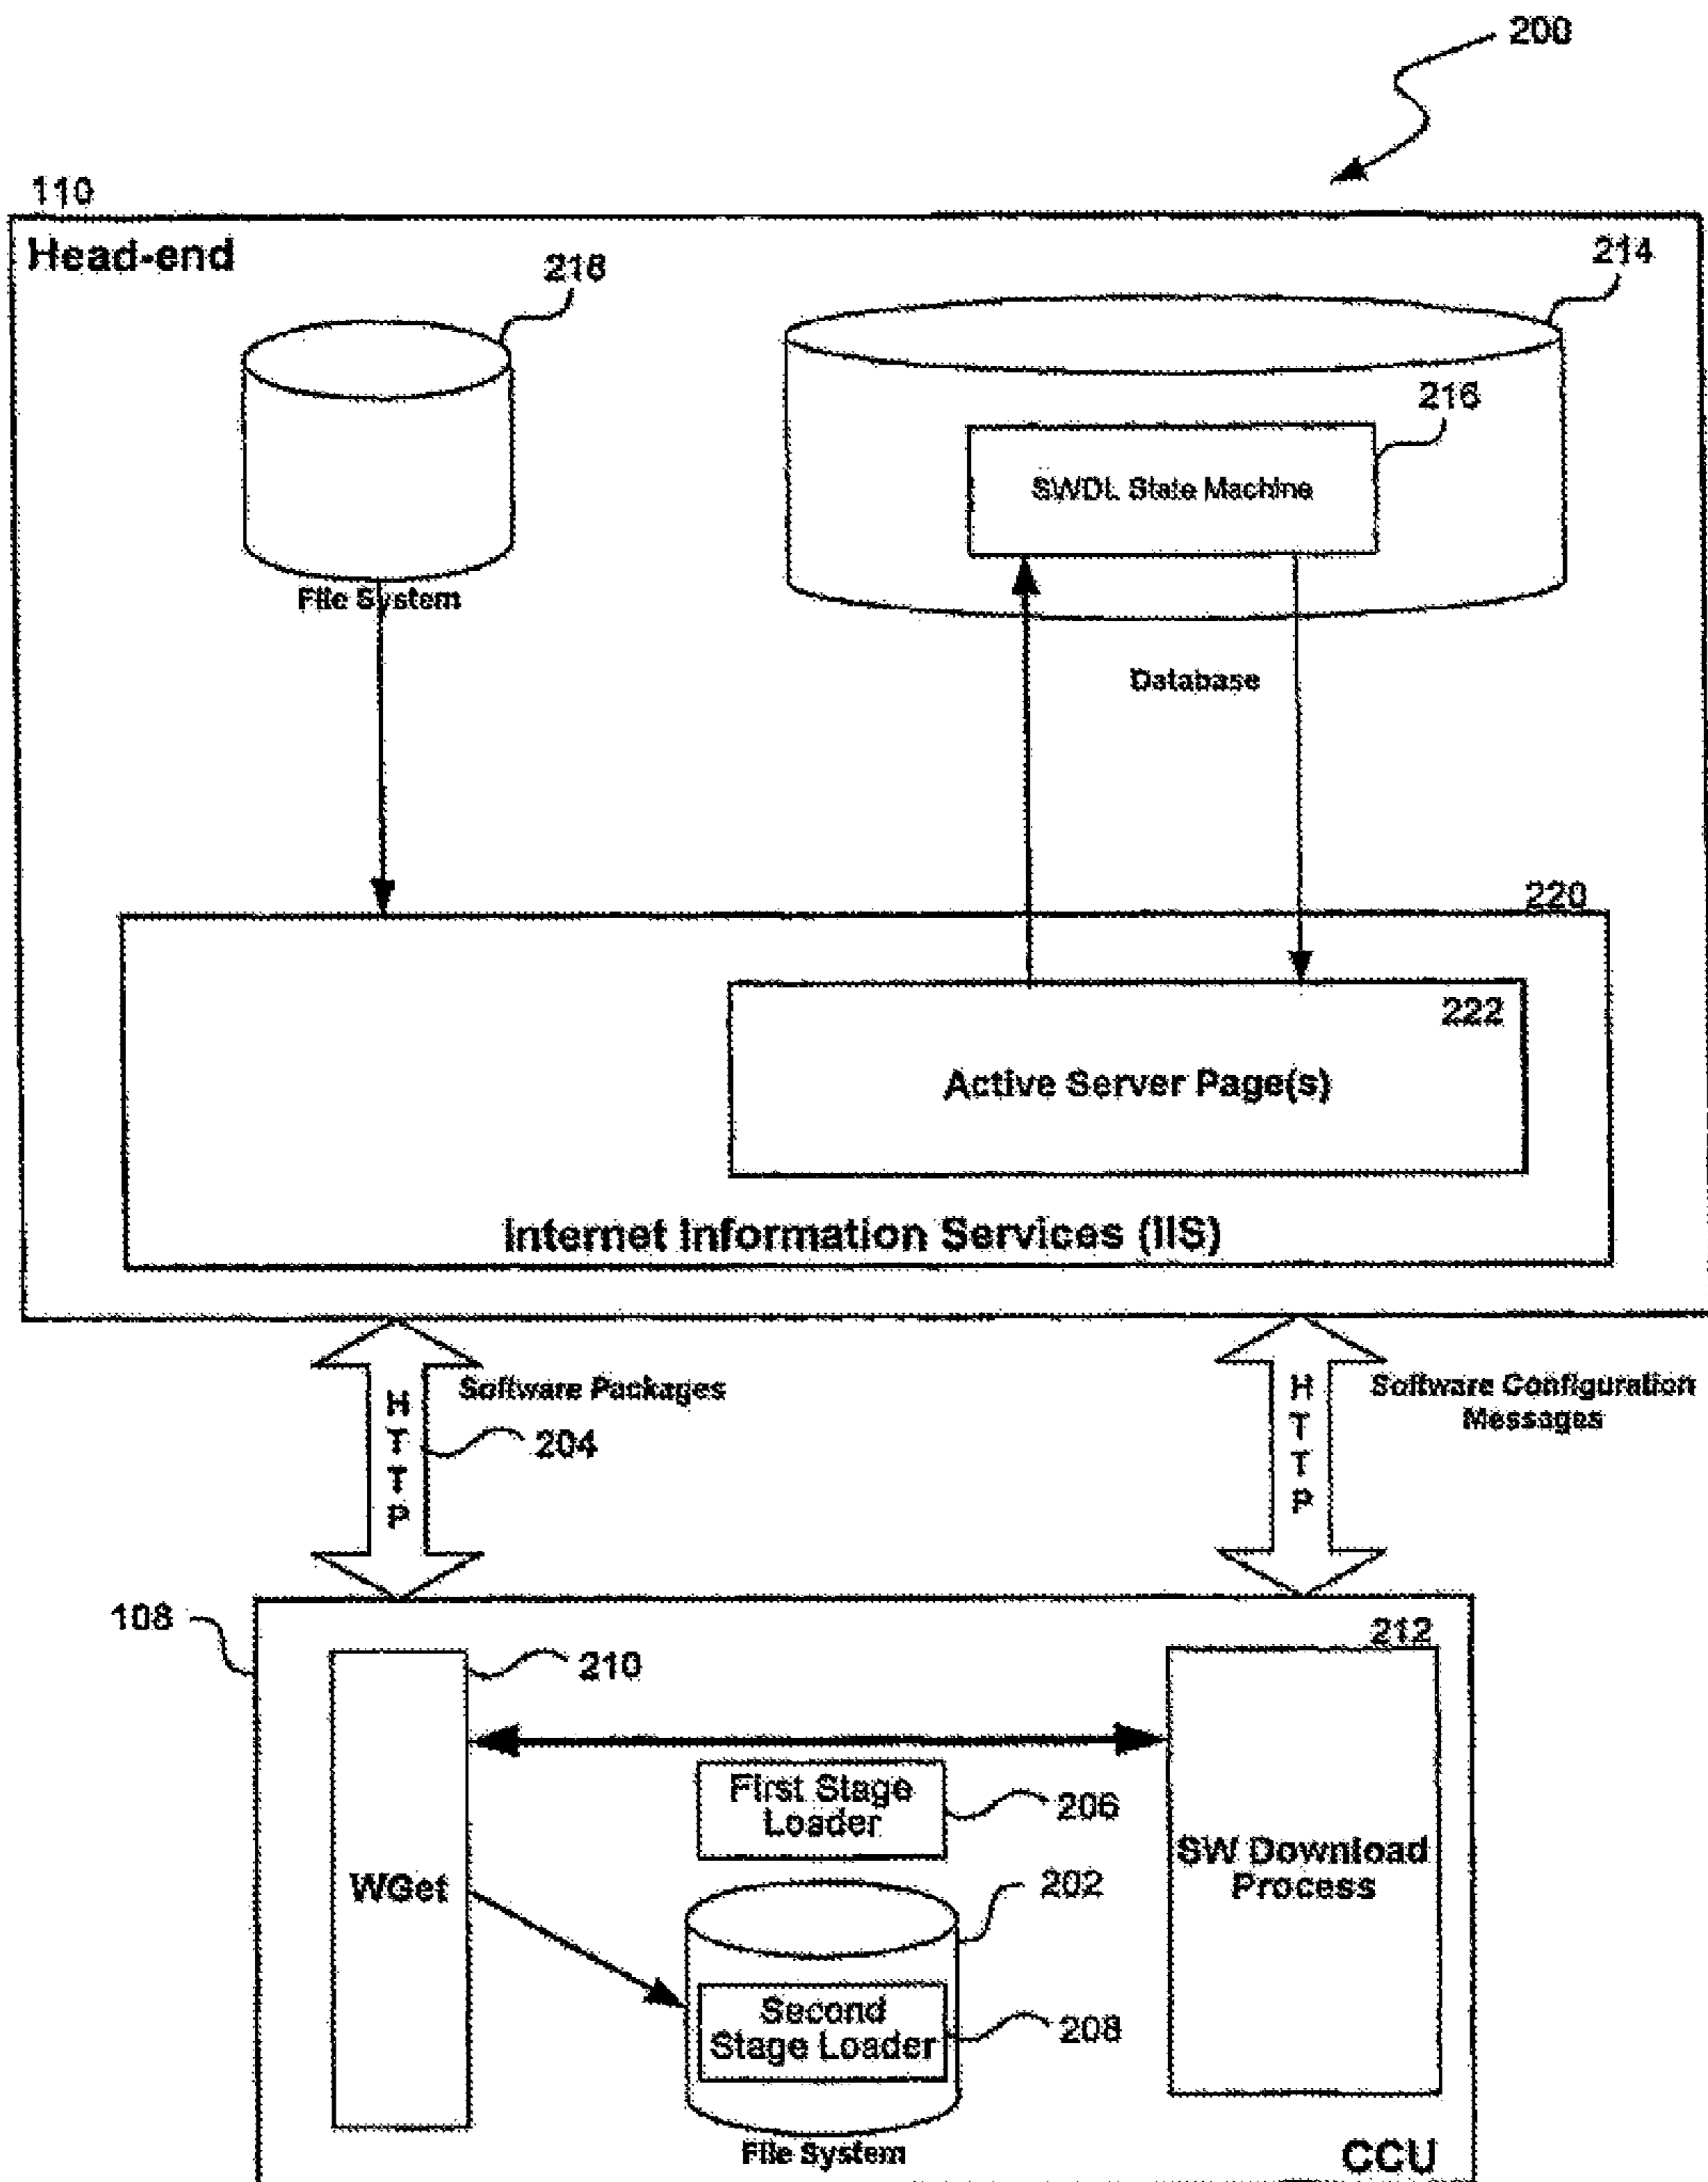 200
110
Head-end
218
214
216
SWDL State Machine
File System
Database
220
222
Active Server Page(s)
Internet Information Services (IIS)
HTTP
Software Packages
204
HTTP
Software Configuration
Messages
108
210
212
First Stage
Loader
206
WGet
SW Download
Process
202
Second
Stage Loader
208
File System
CCU